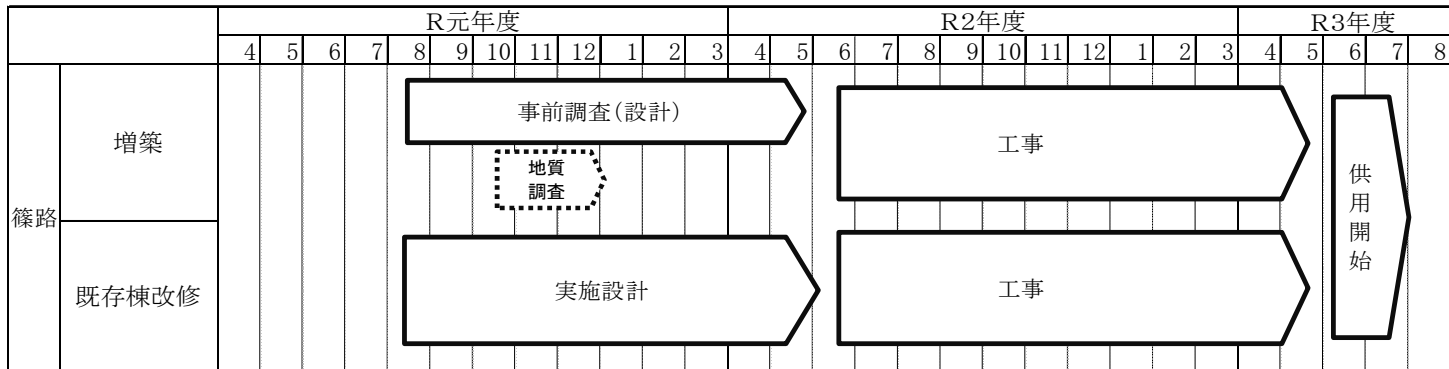 R元年度 R2年度 R3年度
4 5 6 7 8 9 10 11 12 1 2 3 4 5 6 7 8 9 10 11 12 1 2 3 4 5 6 7 8
篠路
増築
事前調査(設計)
地質
調査
工事
供用開始
既存棟改修
実施設計
工事